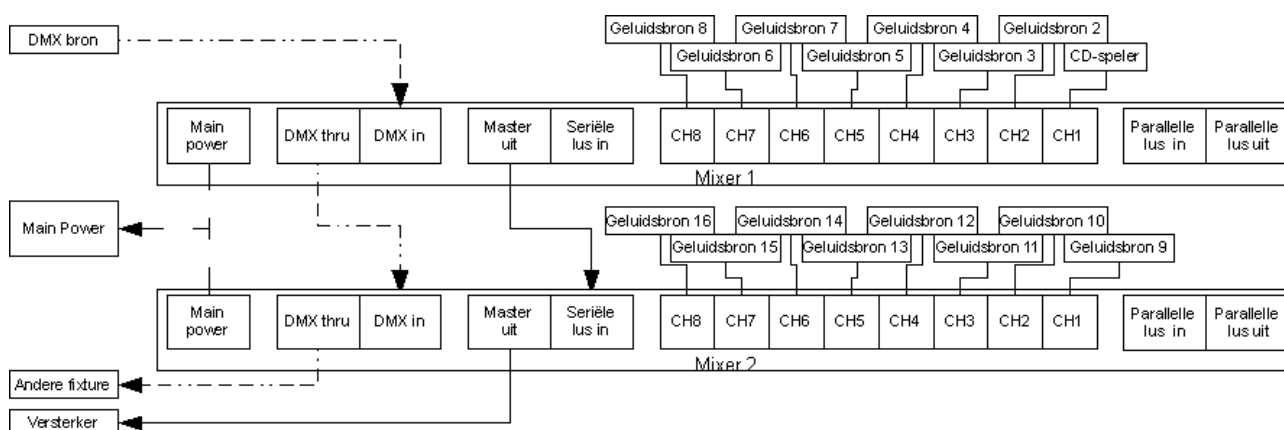 Geluidsbron 8
Geluidsbron 7
Geluidsbron 4
Geluidsbron 2
DMX bron
Geluidsbron 6
Geluidsbron 5
Geluidsbron 3
CD-speler
Main
power
DMX thru
DMX in
Master
uit
Seriële
lus in
CH8
CH7
CH6
CH5
CH4
CH3
CH2
CH1
Parallelle
lus in
Parallelle
lus uit
Mixer 1
Main Power
Geluidsbron 16
Geluidsbron 14
Geluidsbron 12
Geluidsbron 10
Geluidsbron 15
Geluidsbron 13
Geluidsbron 11
Geluidsbron 9
Main
power
DMX thru
DMX in
Master
uit
Seriële
lus in
CH8
CH7
CH6
CH5
CH4
CH3
CH2
CH1
Parallelle
lus in
Parallelle
lus uit
Mixer 2
Andere fixture
Versterker